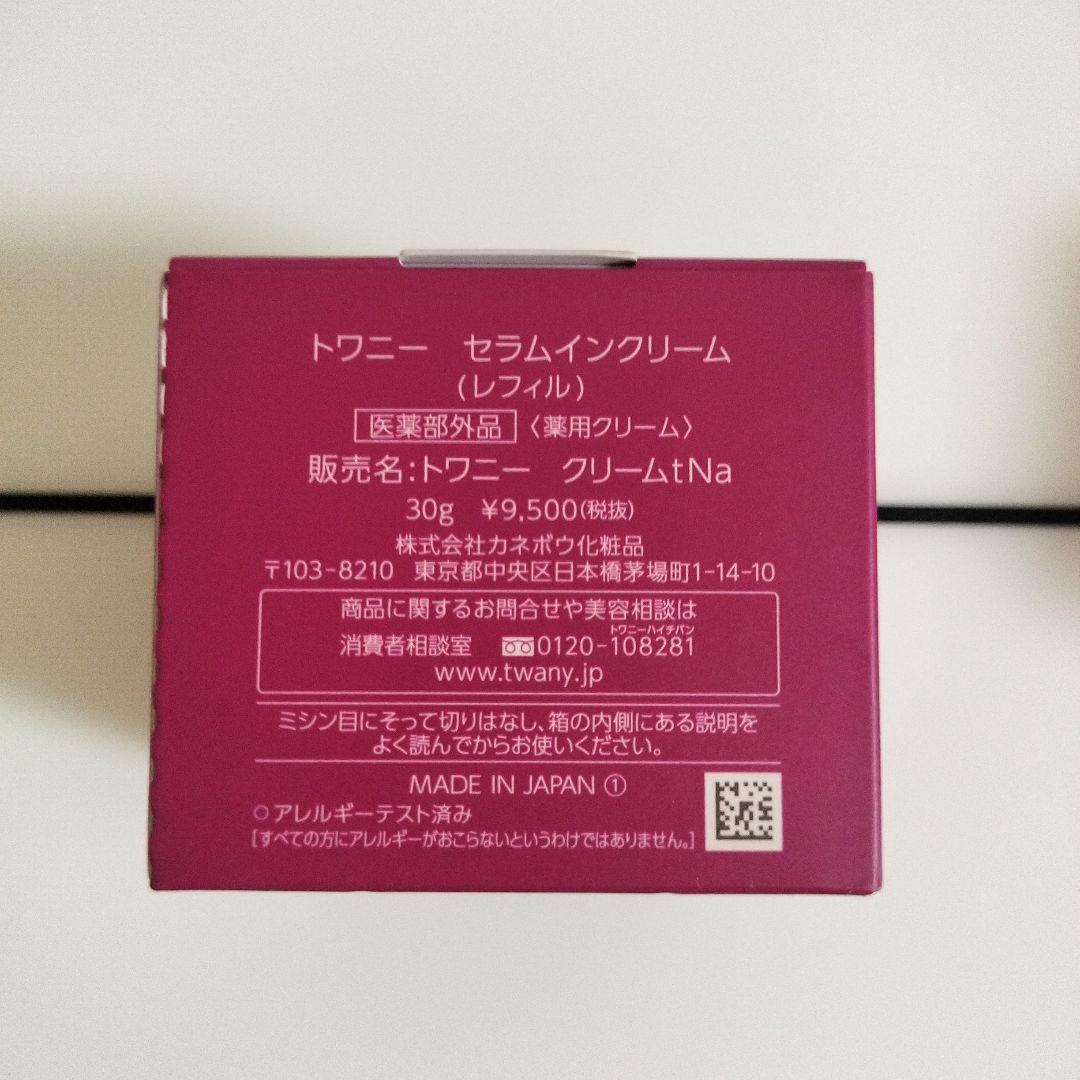 トワニー　セラムインクリーム
(レフィル)
医薬部外品 〈薬用クリーム〉
販売名:トワニー　クリームtNa
30g ¥9,500(税抜)
株式会社カネボウ化粧品
〒103-8210 東京都中央区日本橋茅場町1-14-10
商品に関するお問合せや美容相談は
トワニーハイチバン
消費者相談室 0120-108281
www.twany.jp
ミシン目にそって切りはなし、箱の内側にある説明を
よく読んでからお使いください。
MADE IN JAPAN ①
○アレルギーテスト済み
[すべての方にアレルギーがおこらないというわけではありません。]